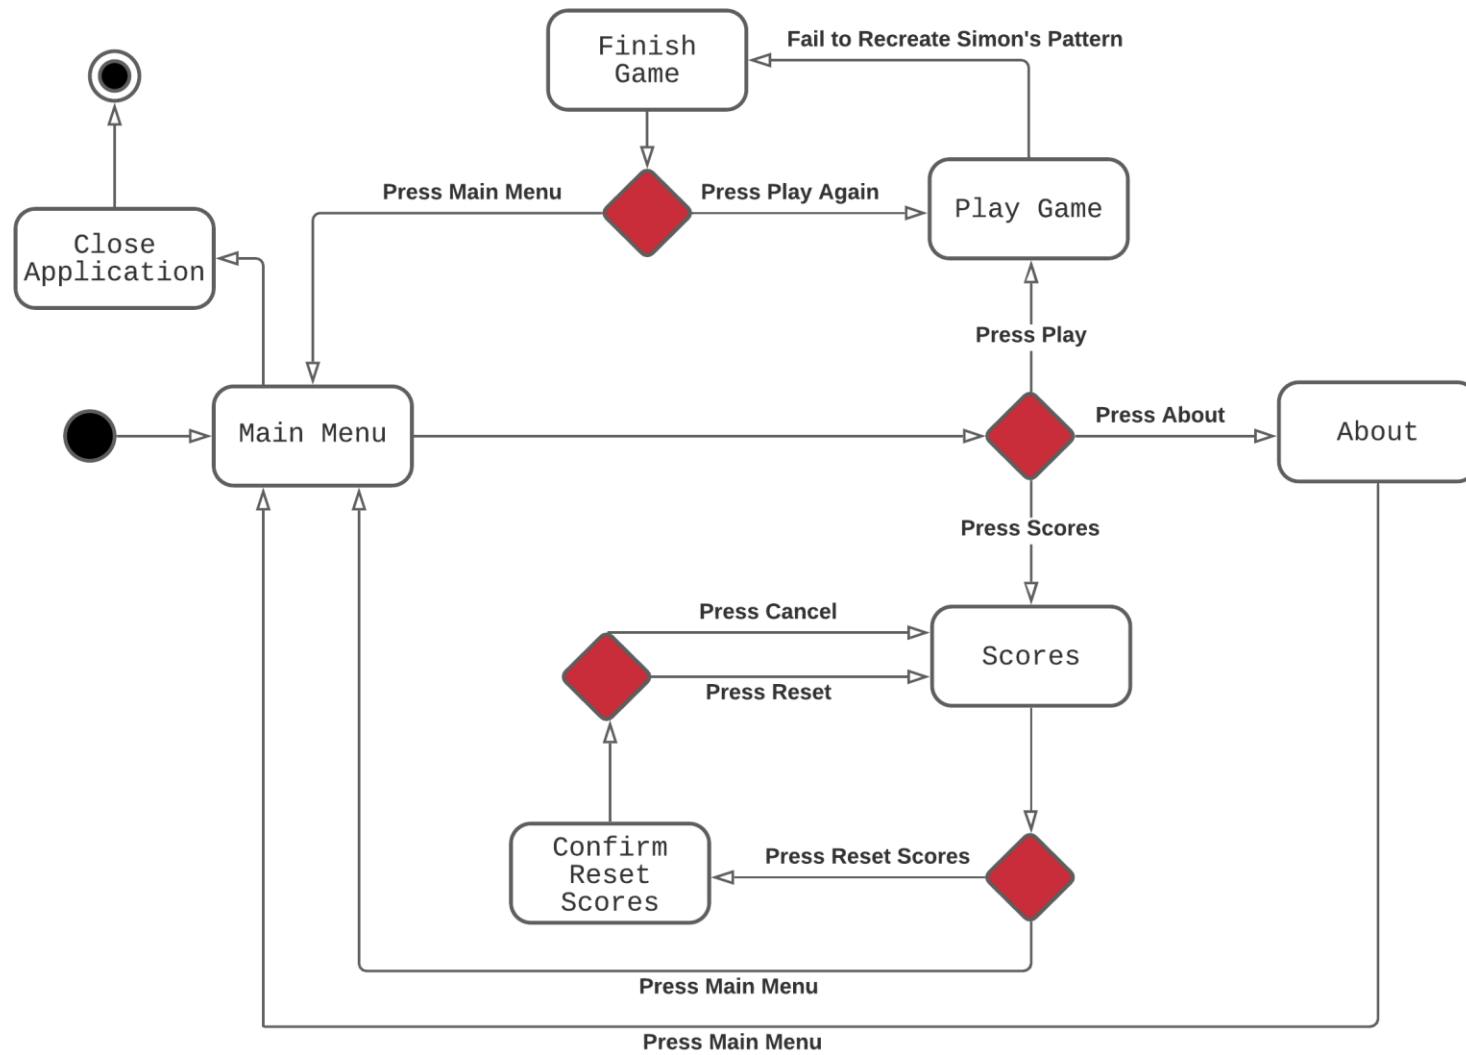 Finish
Game
Fail to Recreate Simon's Pattern
Press Main Menu
Press Play Again
Play Game
Close
Application
Press Play
Main Menu
Press About
About
Press Scores
Press Cancel
Scores
Press Reset
Confirm
Reset
Scores
Press Reset Scores
Press Main Menu
Press Main Menu